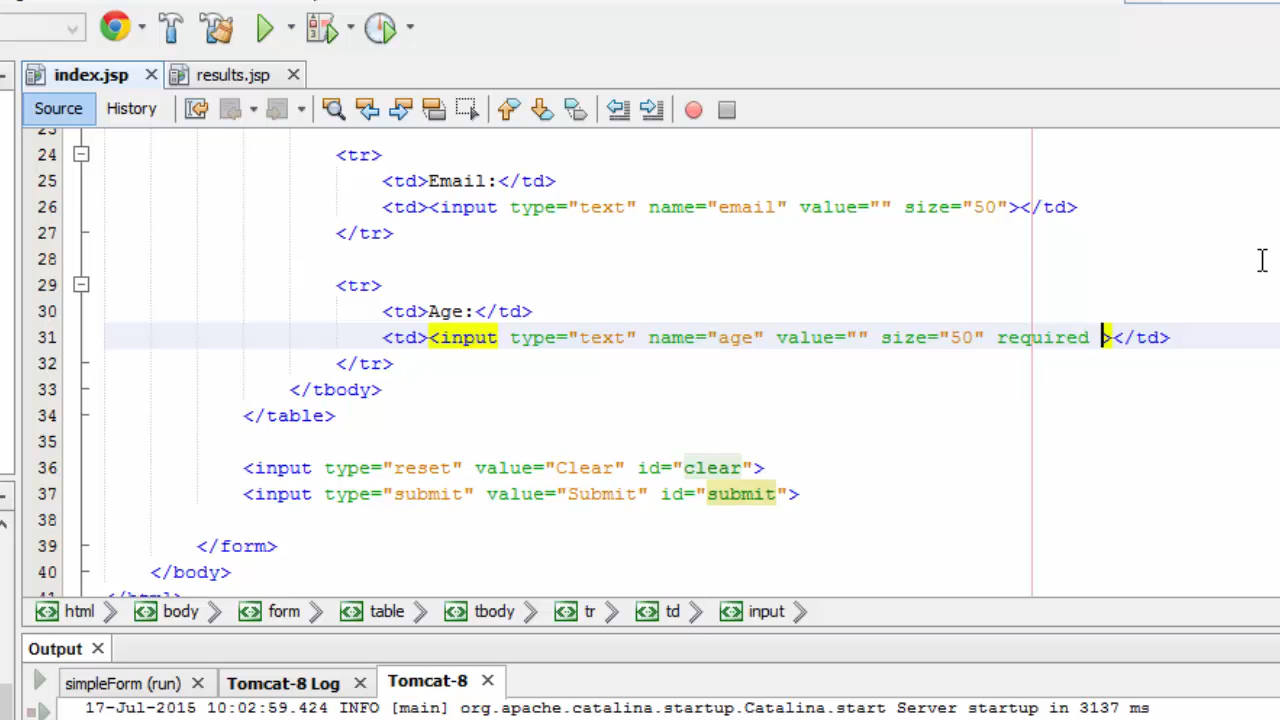 index.jsp results.jsp
Source History
23
24 <tr>
25 <td>Email:</td>
26 <td><input type="text" name="email" value="" size="50"></td>
27 </tr>
28
29 <tr>
30 <td>Age:</td>
31 <td><input type="text" name="age" value="" size="50" required ></td>
32 </tr>
33 </tbody>
34 </table>
35
36 <input type="reset" value="Clear" id="clear">
37 <input type="submit" value="Submit" id="submit">
38
39 </form>
40 </body>
41 </html>
html body form table tbody tr td input
Output
simpleForm (run) Tomcat-8 Log Tomcat-8
17-Jul-2015 10:02:59.424 INFO [main] org.apache.catalina.startup.Catalina.start Server startup in 3137 ms